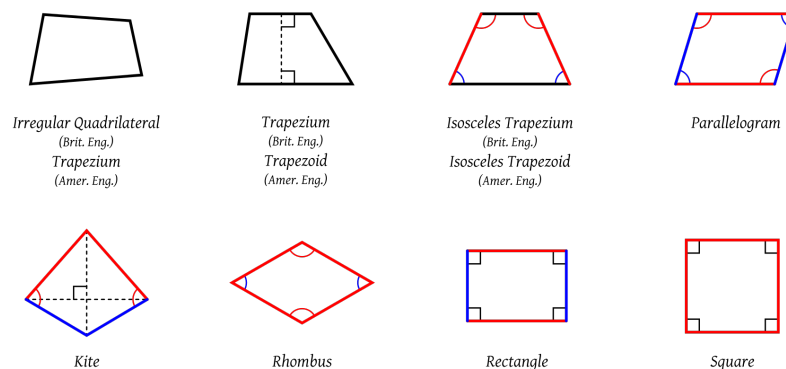 Irregular Quadrilateral
(Brit. Eng.)
Trapezium
(Amer. Eng.)
Trapezium
(Brit. Eng.)
Trapezoid
(Amer. Eng.)
Isosceles Trapezium
(Brit. Eng.)
Isosceles Trapezoid
(Amer. Eng.)
Parallelogram
Kite
Rhombus
Rectangle
Square